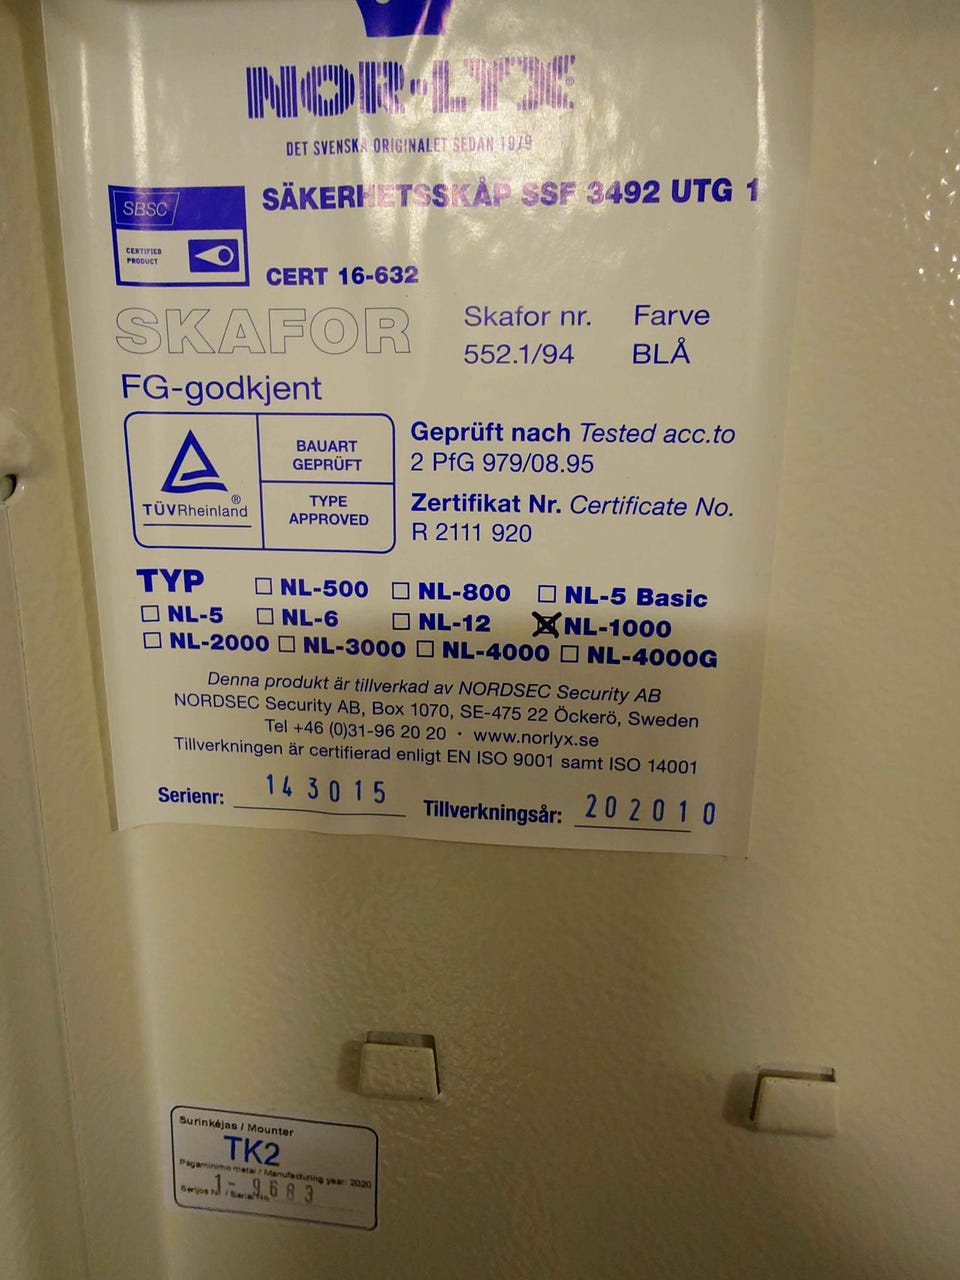 NOR·LYX®
DET SVENSKA ORIGINALET SEDAN 1979
SBSC
CERTIFIED
PRODUCT
SÄKERHETSSKÅP SSF 3492 UTG 1
CERT 16-632
SKAFOR
Skafor nr. Farve
552.1/94 BLÅ
FG-godkjent
TÜVRheinland®
BAUART
GEPRÜFT
TYPE
APPROVED
Geprüft nach Tested acc.to
2 PfG 979/08.95
Zertifikat Nr. Certificate No.
R 2111 920
TYP ☐ NL-500 ☐ NL-800 ☐ NL-5 Basic
☐ NL-5 ☐ NL-6 ☐ NL-12 ☒ NL-1000
☐ NL-2000 ☐ NL-3000 ☐ NL-4000 ☐ NL-4000G
Denna produkt är tillverkad av NORDSEC Security AB
NORDSEC Security AB, Box 1070, SE-475 22 Öckerö, Sweden
Tel +46 (0)31-96 20 20 · www.norlyx.se
Tillverkningen är certifierad enligt EN ISO 9001 samt ISO 14001
Serienr: 143015 Tillverkningsår: 202010
Surinkėjas / Mounter
TK2
Pagaminimo metai / Manufacturing year: 2020
Serijos Nr. / Serial No. 1-9683